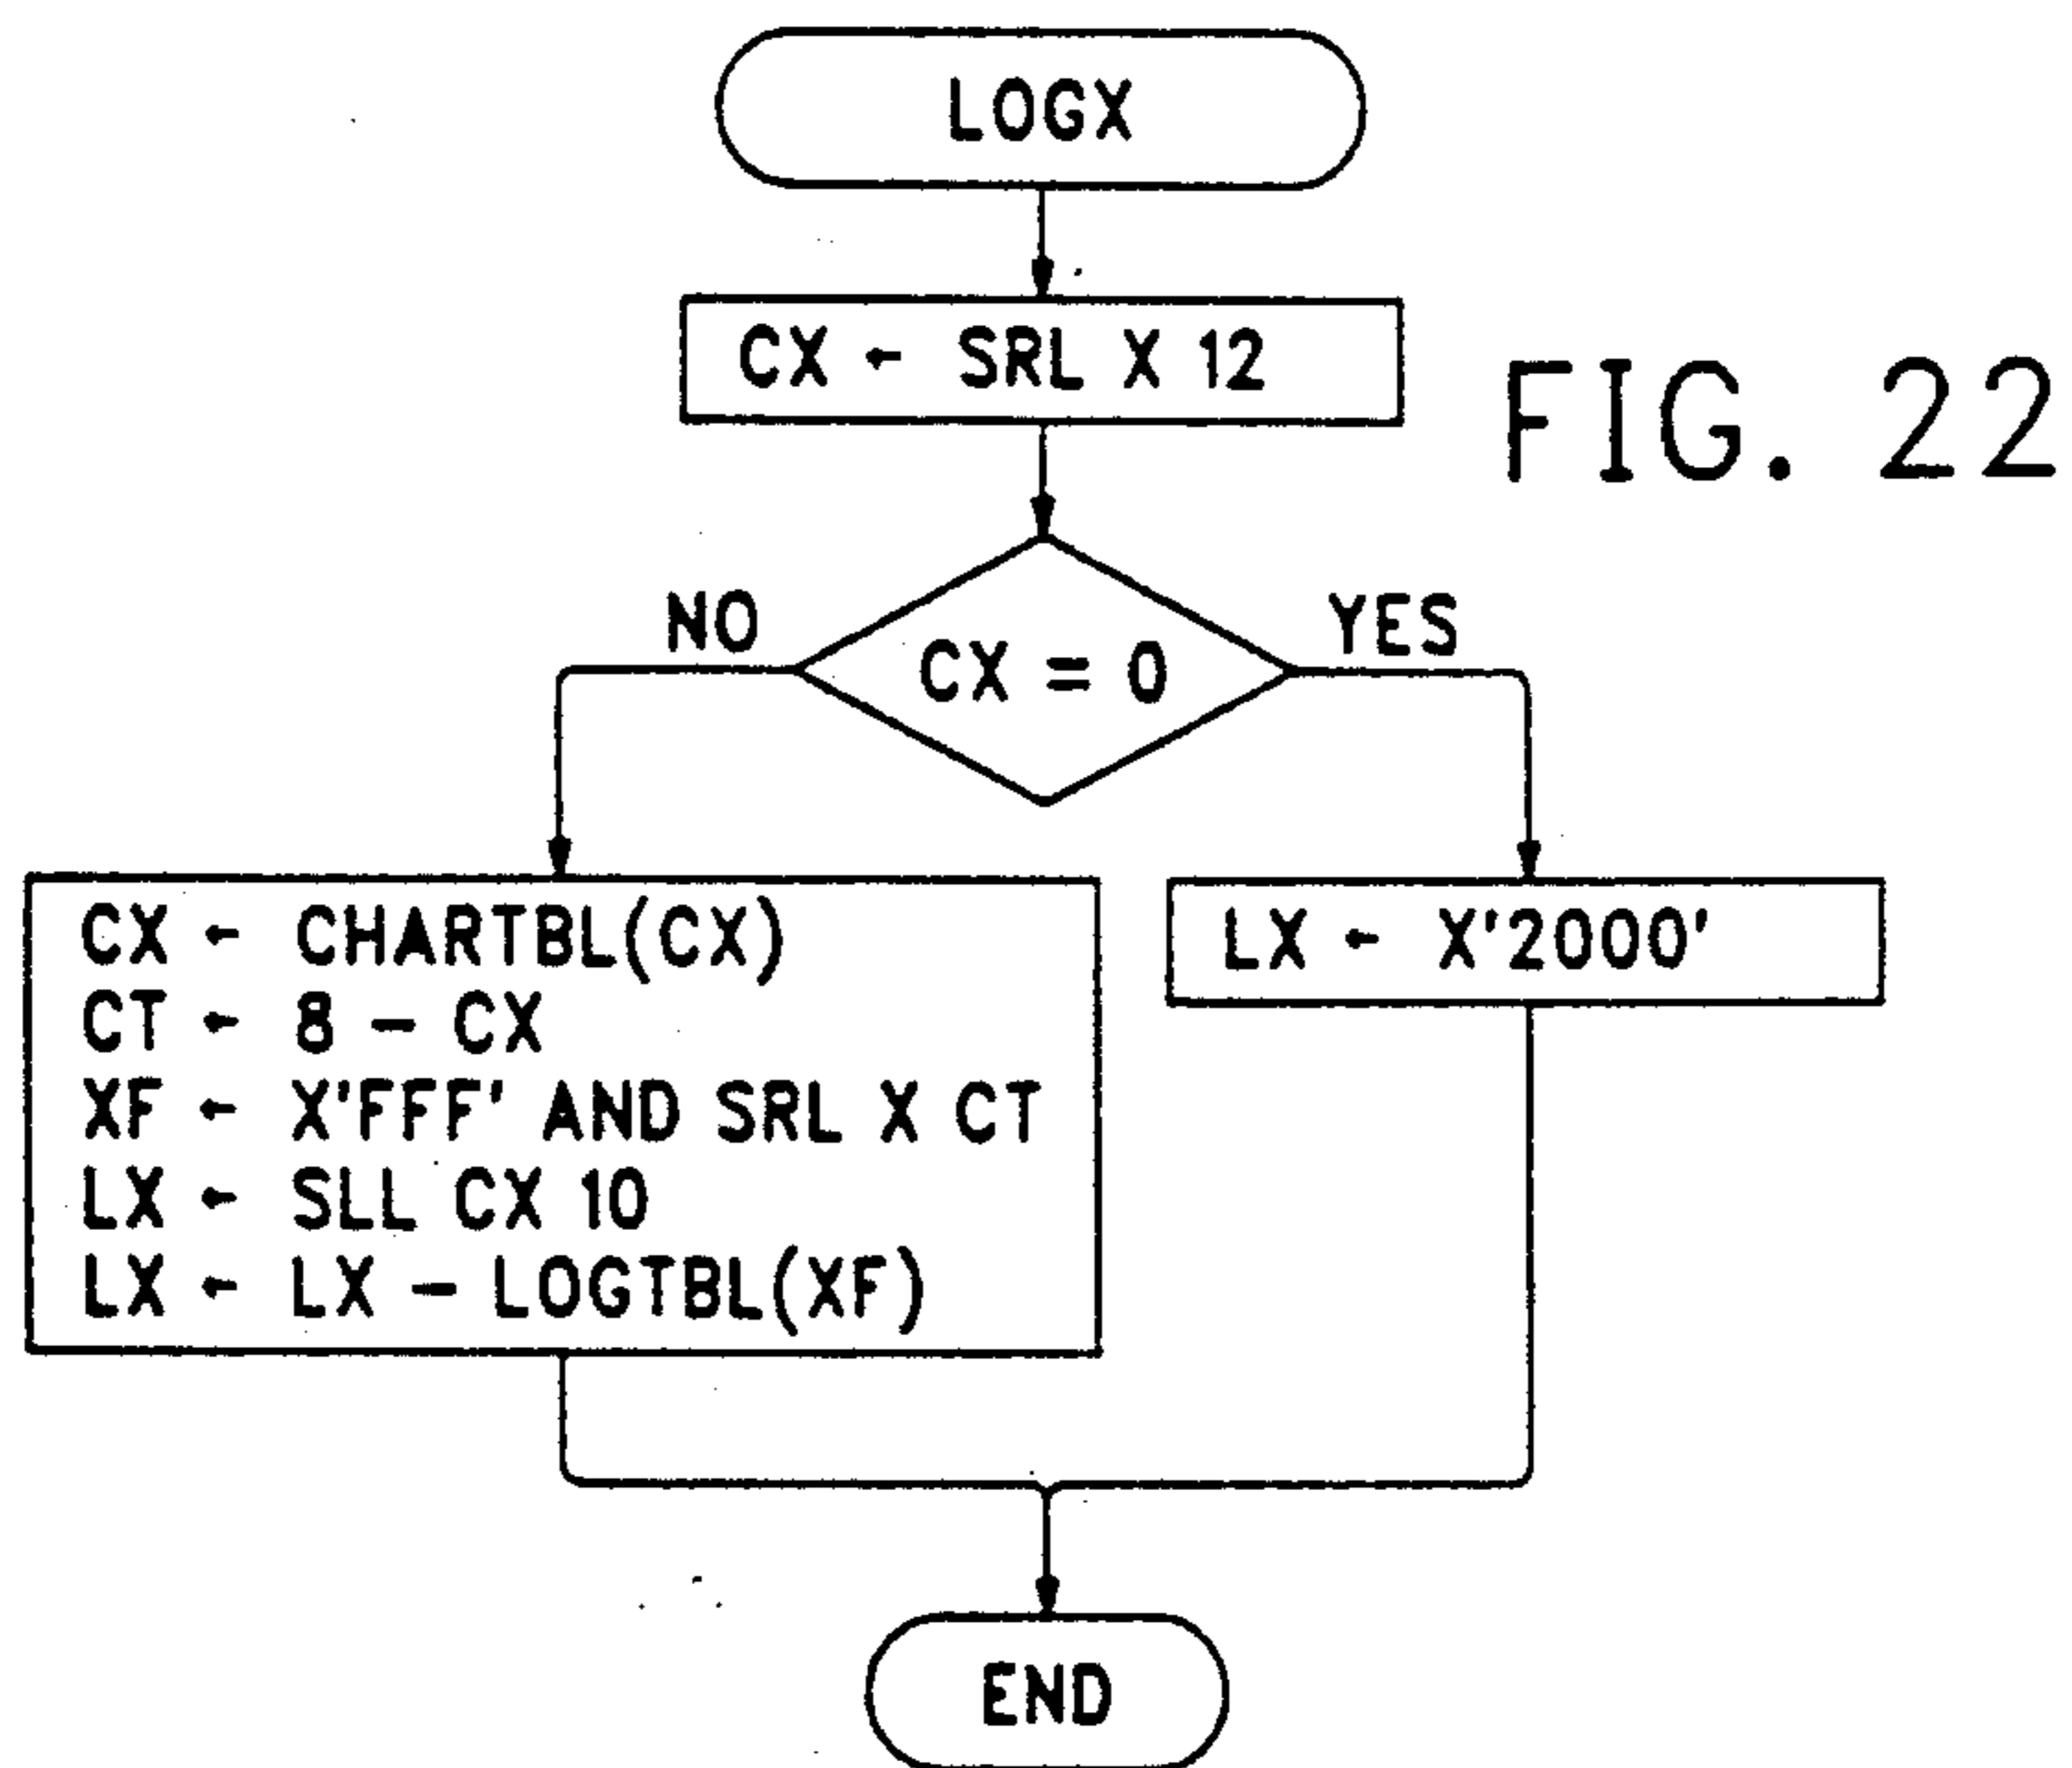 LOGX
CX ← SRL X 12
FIG. 22
NO
YES
CX = 0
CX ← CHARTBL(CX)
CT ← 8 - CX
XF ← X'FFF' AND SRL X CT
LX ← SLL CX 10
LX ← LX - LOGTBL(XF)
LX ← X'2000'
END